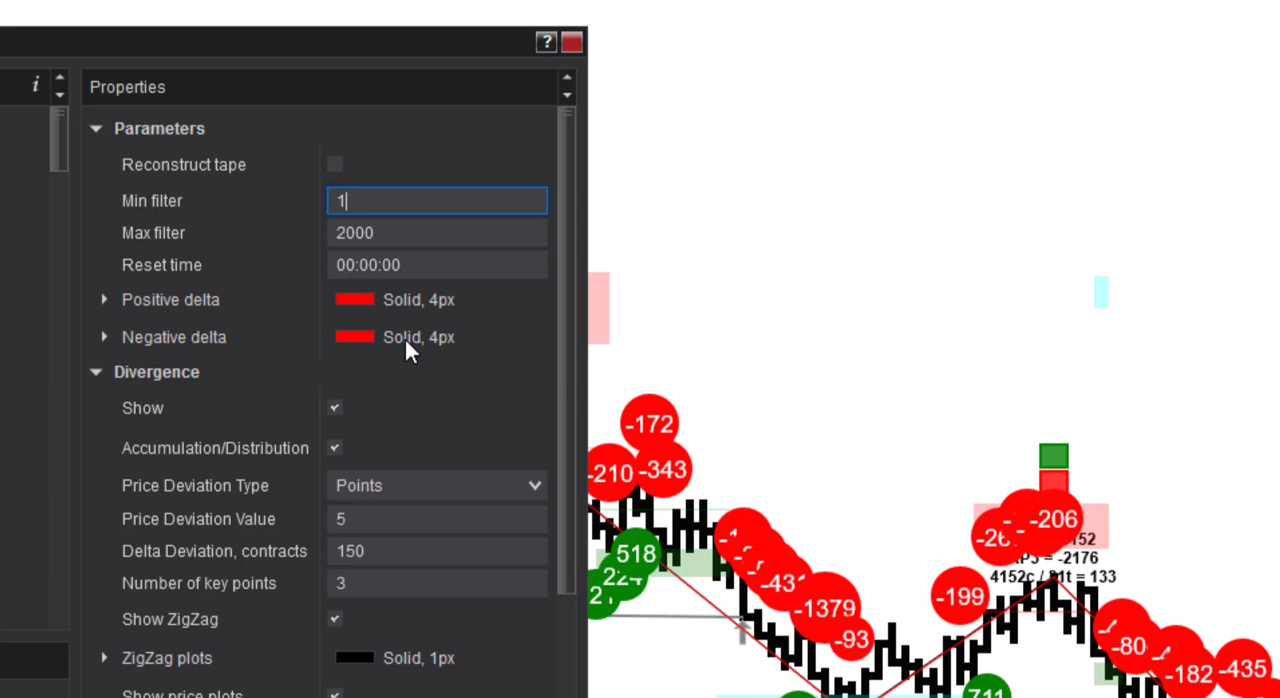 ?
i
Properties
Parameters
Reconstruct tape
Min filter 1
Max filter 2000
Reset time 00:00:00
Positive delta Solid, 4px
Negative delta Solid, 4px
Divergence
Show
Accumulation/Distribution
Price Deviation Type Points
Price Deviation Value 5
Delta Deviation, contracts 150
Number of key points 3
Show ZigZag
ZigZag plots Solid, 1px
Show price plots
-172
-210
-343
518
-1379
-93
-199
-206
= -2176
4152c /
= 133
-80
-182
-435
711